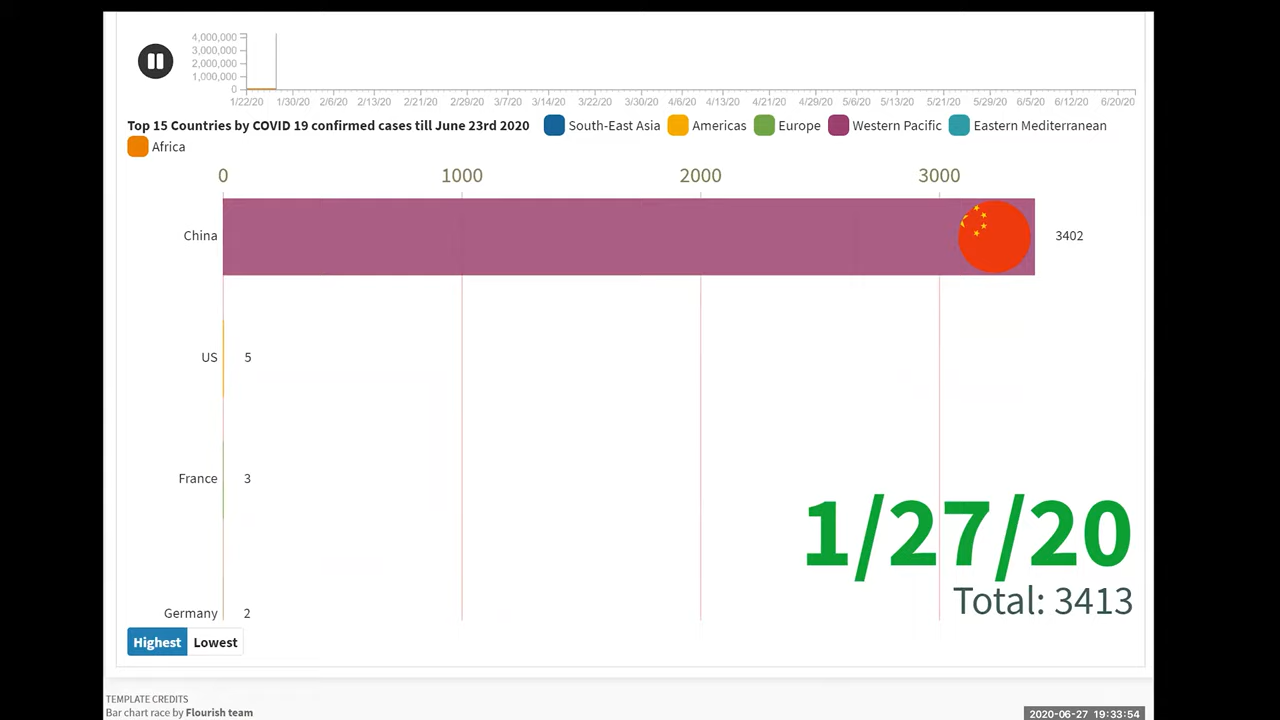 4,000,000
3,000,000
2,000,000
1,000,000
0
1/22/20 1/30/20 2/6/20 2/13/20 2/21/20 2/29/20 3/7/20 3/14/20 3/22/20 3/30/20 4/6/20 4/13/20 4/21/20 4/29/20 5/6/20 5/13/20 5/21/20 5/29/20 6/5/20 6/12/20 6/20/20
Top 15 Countries by COVID 19 confirmed cases till June 23rd 2020 South-East Asia Americas Europe Western Pacific Eastern Mediterranean
Africa
0 1000 2000 3000
China 3402
US 5
France 3
1/27/20
Total: 3413
Germany 2
Highest Lowest
TEMPLATE CREDITS
Bar chart race by Flourish team
2020-06-27 19:33:54